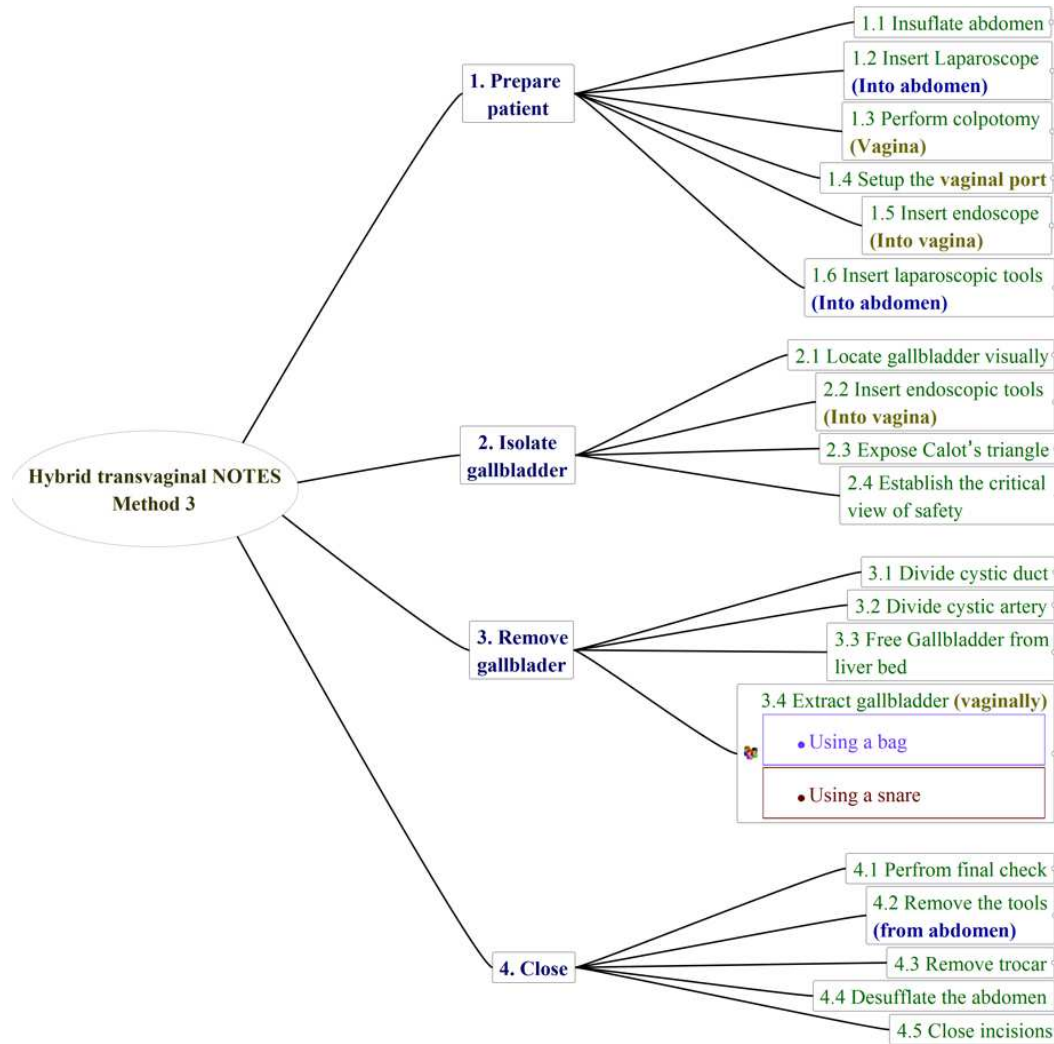 Hybrid transvaginal NOTES
Method 3
1. Prepare
patient
1.1 Insuflate abdomen
1.2 Insert Laparoscope
(Into abdomen)
1.3 Perform colpotomy
(Vagina)
1.4 Setup the vaginal port
1.5 Insert endoscope
(Into vagina)
1.6 Insert laparoscopic tools
(Into abdomen)
2. Isolate
gallbladder
2.1 Locate gallbladder visually
2.2 Insert endoscopic tools
(Into vagina)
2.3 Expose Calot's triangle
2.4 Establish the critical
view of safety
3. Remove
gallblader
3.1 Divide cystic duct
3.2 Divide cystic artery
3.3 Free Gallbladder from
liver bed
3.4 Extract gallbladder (vaginally)
• Using a bag
• Using a snare
4. Close
4.1 Perfrom final check
4.2 Remove the tools
(from abdomen)
4.3 Remove trocar
4.4 Desufflate the abdomen
4.5 Close incisions